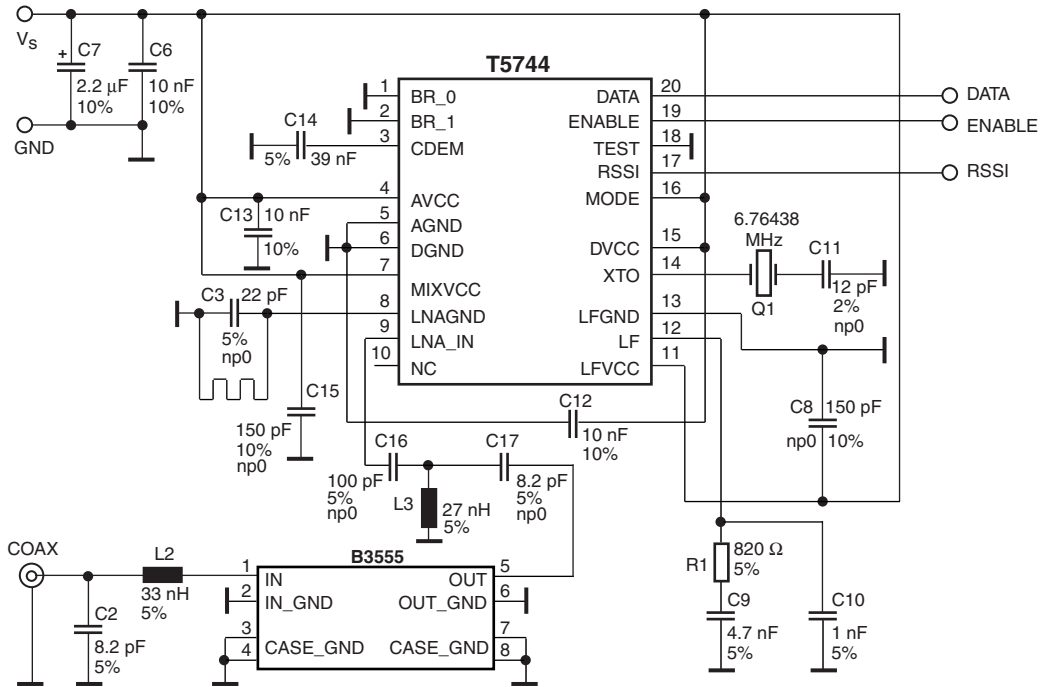 VS
GND
+ C7
2.2 µF
10%
C6
10 nF
10%
T5744
1 BR_0
2 BR_1
3 CDEM
4 AVCC
5 AGND
6 DGND
7 MIXVCC
8 LNAGND
9 LNA_IN
10 NC
DATA 20
ENABLE 19
TEST 18
RSSI 17
MODE 16
DVCC 15
XTO 14
LFGND 13
LF 12
LFVCC 11
DATA
ENABLE
RSSI
C14
5% 39 nF
C13 10 nF
10%
C3 22 pF
5%
np0
C15
150 pF
10%
np0
6.76438
MHz
Q1
C11
12 pF
2%
np0
C12
10 nF
10%
C8 150 pF
np0 10%
C16
100 pF
5%
np0
L3 27 nH
5%
C17
8.2 pF
5%
np0
COAX
L2
33 nH
5%
C2
8.2 pF
5%
B3555
1 IN
2 IN_GND
3
4 CASE_GND
OUT 5
OUT_GND 6
7
CASE_GND 8
R1 820 Ω
5%
C9
4.7 nF
5%
C10
1 nF
5%